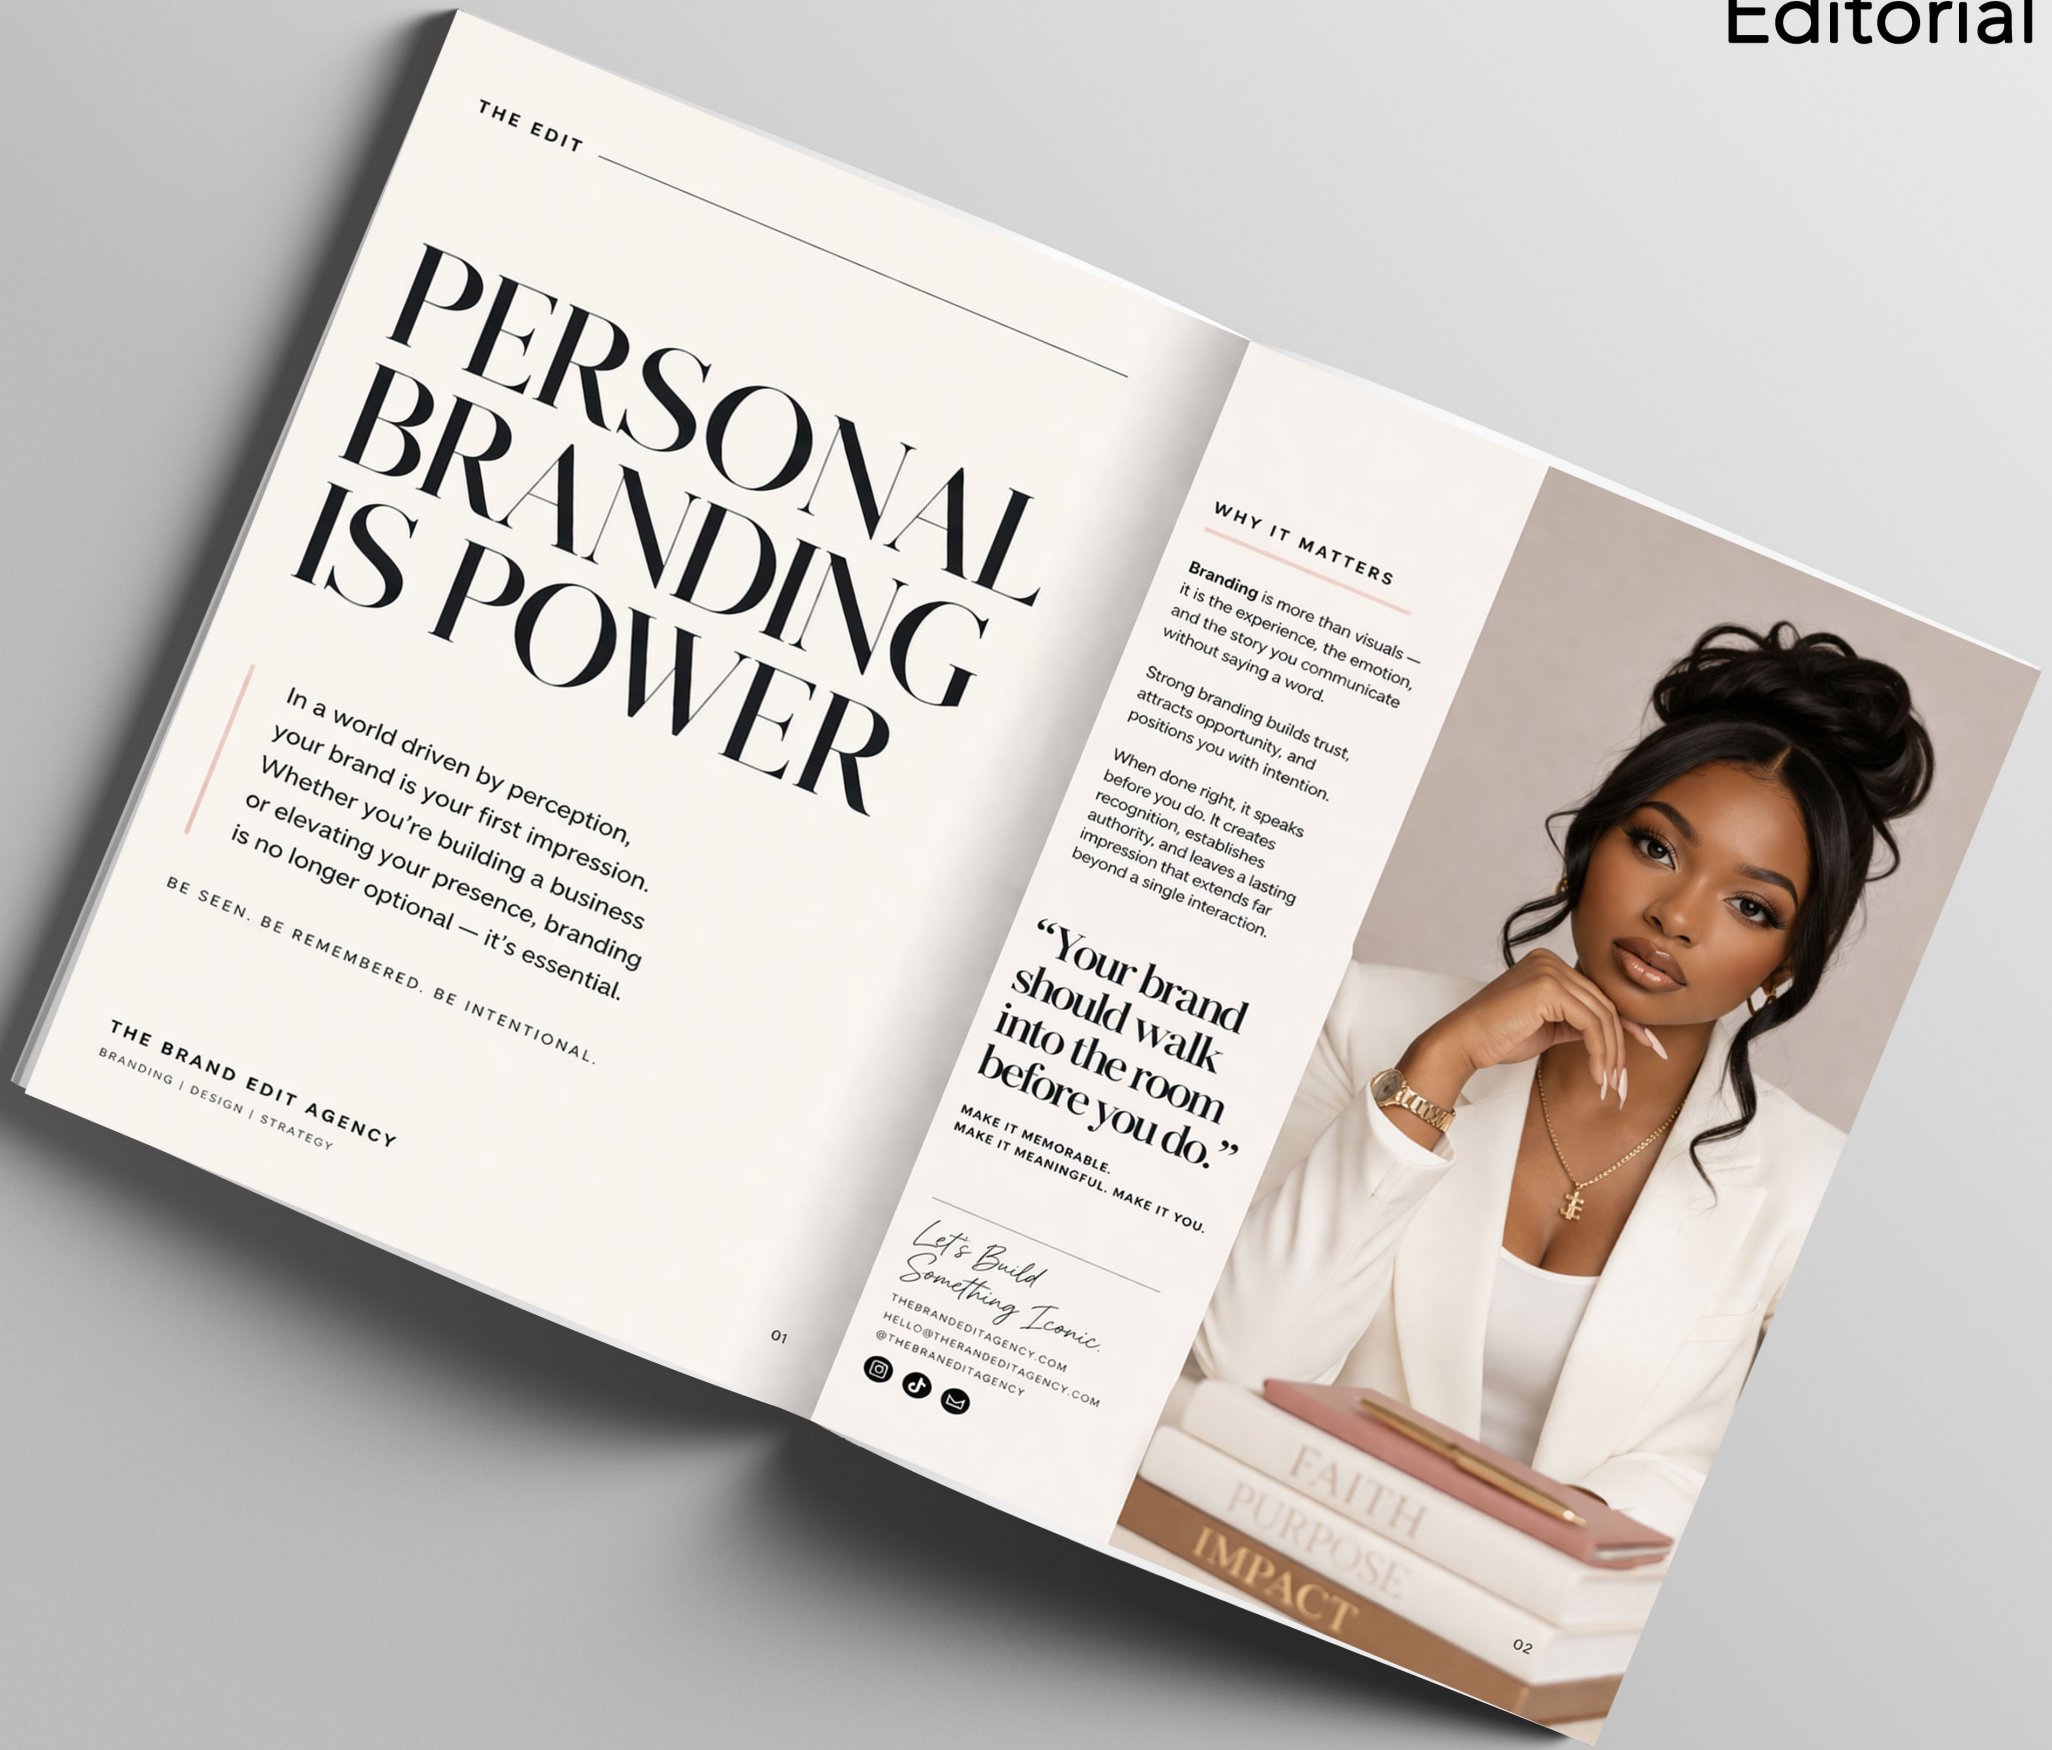 Editorial
THE EDIT
PERSONAL
BRANDING
IS POWER
In a world driven by perception,
your brand is your first impression.
Whether you’re building a business
or elevating your presence, branding
is no longer optional — it’s essential.
BE SEEN. BE REMEMBERED. BE INTENTIONAL.
THE BRAND EDIT AGENCY
BRANDING | DESIGN | STRATEGY
01
WHY IT MATTERS
Branding is more than visuals —
it is the experience, the emotion,
and the story you communicate
without saying a word.
Strong branding builds trust,
attracts opportunity, and
positions you with intention.
When done right, it speaks
before you do. It creates
recognition, establishes
authority, and leaves a lasting
impression that extends far
beyond a single interaction.
“Your brand
should walk
into the room
before you do.”
MAKE IT MEMORABLE.
MAKE IT MEANINGFUL. MAKE IT YOU.
Let's Build
Something Iconic.
THEBRANDEDITAGENCY.COM
HELLO@THERANDEDITAGENCY.COM
@THEBRANEDITAGENCY
FAITH
PURPOSE
IMPACT
02